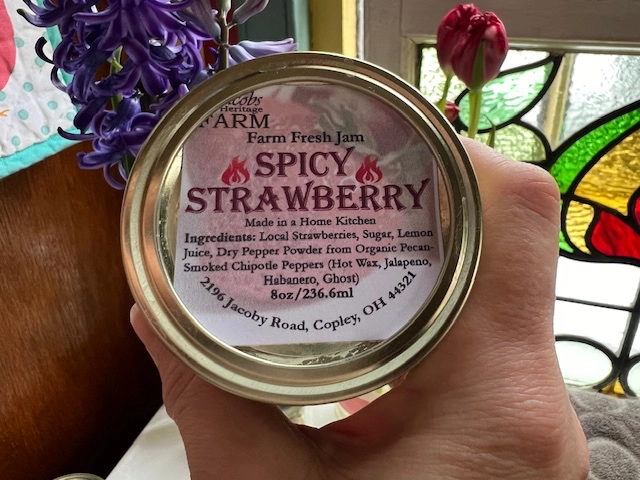 Jacobs
Heritage
FARM
Farm Fresh Jam
SPICY
STRAWBERRY
Made in a Home Kitchen
Ingredients: Local Strawberries, Sugar, Lemon
Juice, Dry Pepper Powder from Organic Pecan-
Smoked Chipotle Peppers (Hot Wax, Jalapeno,
Habanero, Ghost)
8oz/236.6ml
2196 Jacoby Road, Copley, OH 44321